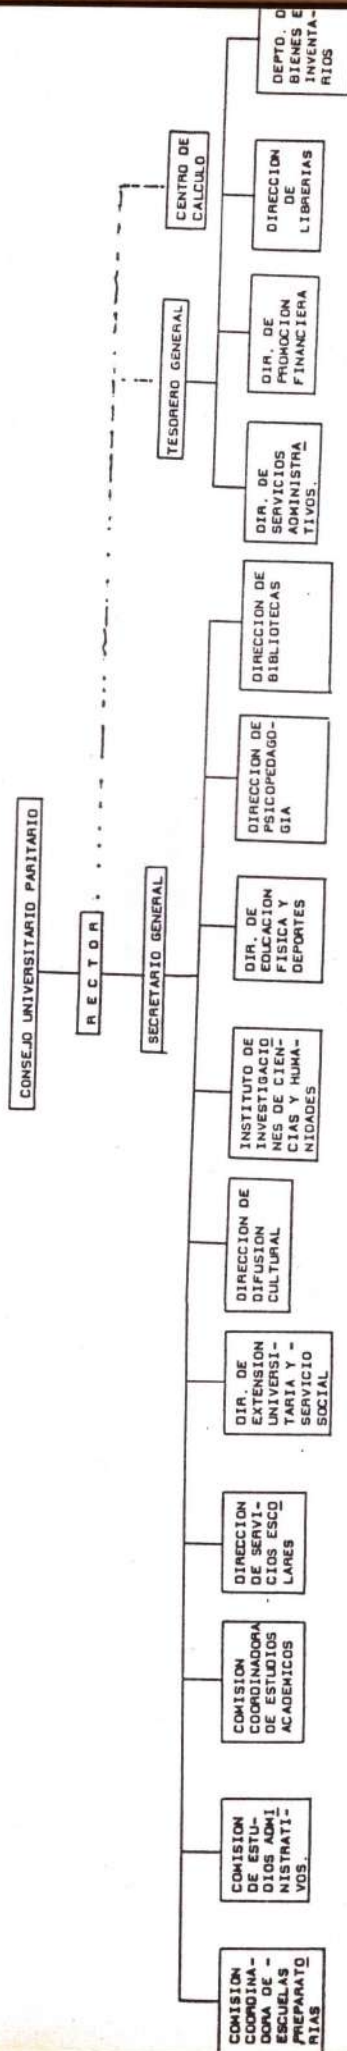 CONSEJO UNIVERSITARIO PARITARIO
R E C T O R
SECRETARIO GENERAL
TESORERO GENERAL
CENTRO DE
CALCULO
COMISION
COORDINA-
DORA DE -
ESCUELAS
PREPARATO
RIAS
COMISION
DE ESTU-
DIOS ADMI
NISTRATI-
VOS.
COMISION
COORDINADORA
DE ESTUDIOS
ACADEMICOS
DIRECCION
DE SERVI-
CIOS ESCO
LARES
DIR. DE
EXTENSION
UNIVERSI-
TARIA Y -
SERVICIO
SOCIAL
DIRECCION DE
DIFUSION
CULTURAL
INSTITUTO DE
INVESTIGACIO
NES DE CIEN-
CIAS Y HUMA-
NIDADES
DIR. DE
EDUCACION
FISICA Y
DEPORTES
DIRECCION DE
PSICOPEDAGO-
GIA
DIRECCION DE
BIBLIOTECAS
DIR. DE
SERVICIOS
ADMINISTRA
TIVOS.
DIR. DE
PROMOCION
FINANCIERA
DIRECCION
DE
LIBRERIAS
DEPTO. D
BIENES E
INVENTA-
RIOS